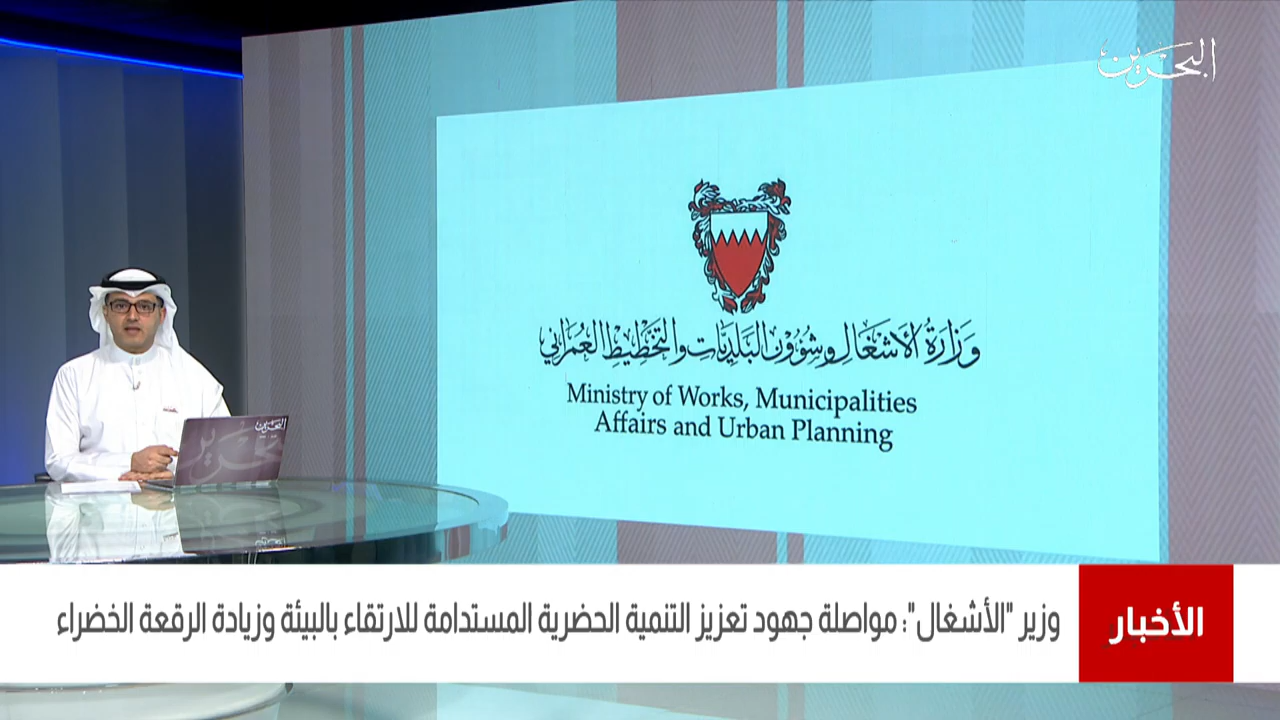 البحرين
وزارة الأشغال وشؤون البلديات والتخطيط العمراني
Ministry of Works, Municipalities
Affairs and Urban Planning
البحرين
الأخبار
وزير "الأشغال": مواصلة جهود تعزيز التنمية الحضرية المستدامة للارتقاء بالبيئة وزيادة الرقعة الخضراء